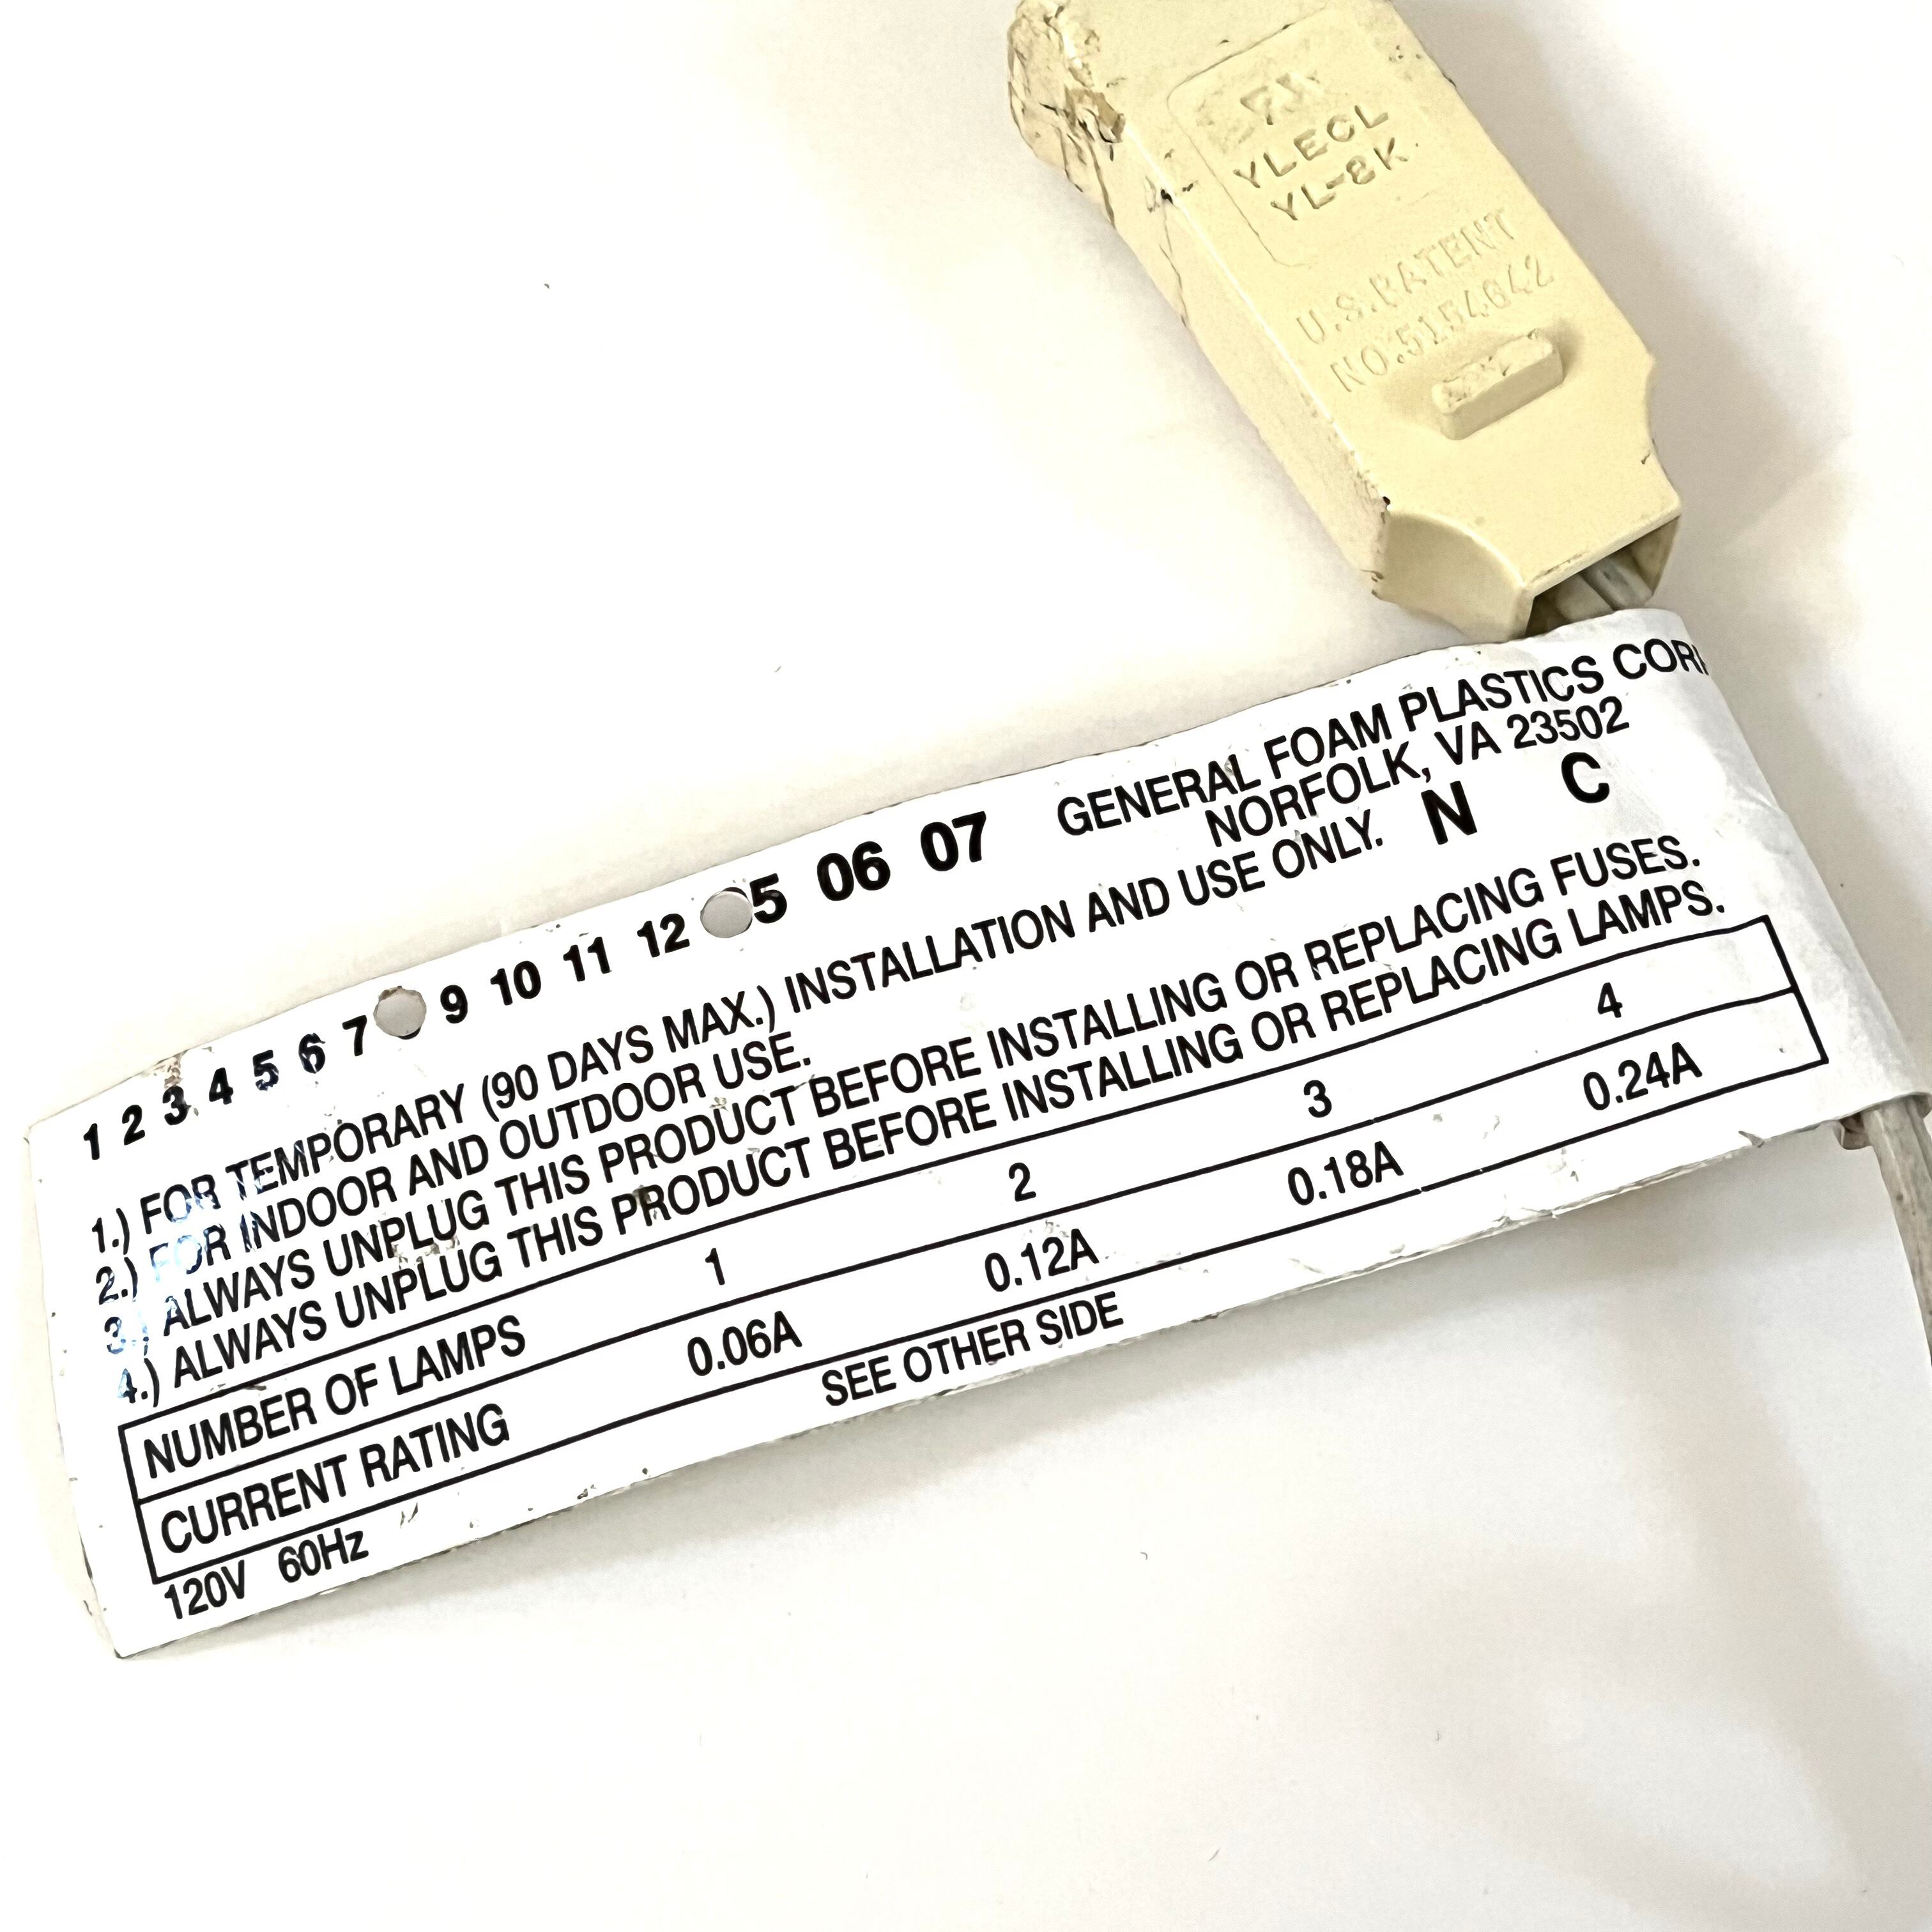 YLECL
YL-8K
U.S.PATENT
NO.5154642
1 2 3 4 5 6 7 9 10 11 12 5 06 07
GENERAL FOAM PLASTICS COR
NORFOLK, VA 23502
1.) FOR TEMPORARY (90 DAYS MAX.) INSTALLATION AND USE ONLY. N C
2.) FOR INDOOR AND OUTDOOR USE.
3.) ALWAYS UNPLUG THIS PRODUCT BEFORE INSTALLING OR REPLACING FUSES.
4.) ALWAYS UNPLUG THIS PRODUCT BEFORE INSTALLING OR REPLACING LAMPS.
NUMBER OF LAMPS 1 2 3 4
CURRENT RATING 0.06A 0.12A 0.18A 0.24A
120V 60Hz SEE OTHER SIDE